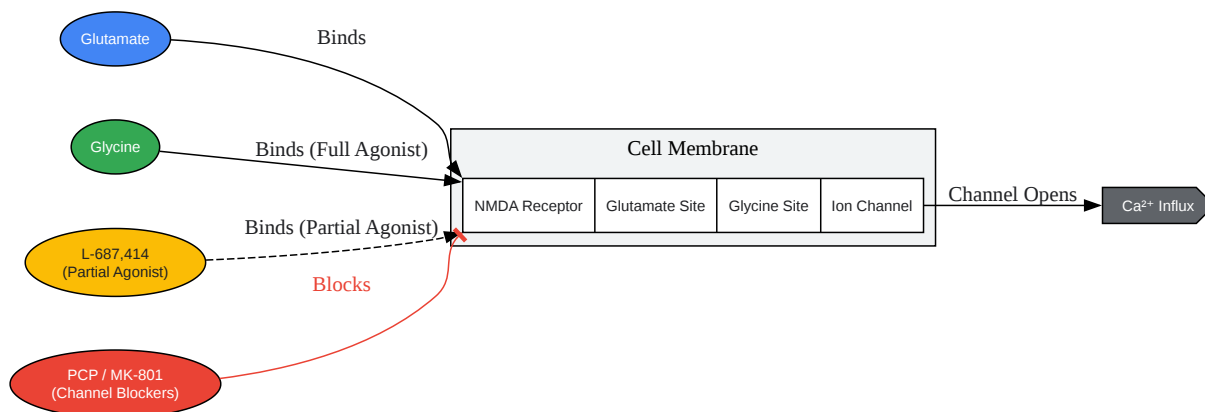 Glutamate
Binds
Glycine
Binds (Full Agonist)
Cell Membrane
NMDA Receptor
Glutamate Site
Glycine Site
Ion Channel
Channel Opens
Ca²⁺ Influx
Binds (Partial Agonist)
L-687,414
(Partial Agonist)
Blocks
PCP / MK-801
(Channel Blockers)